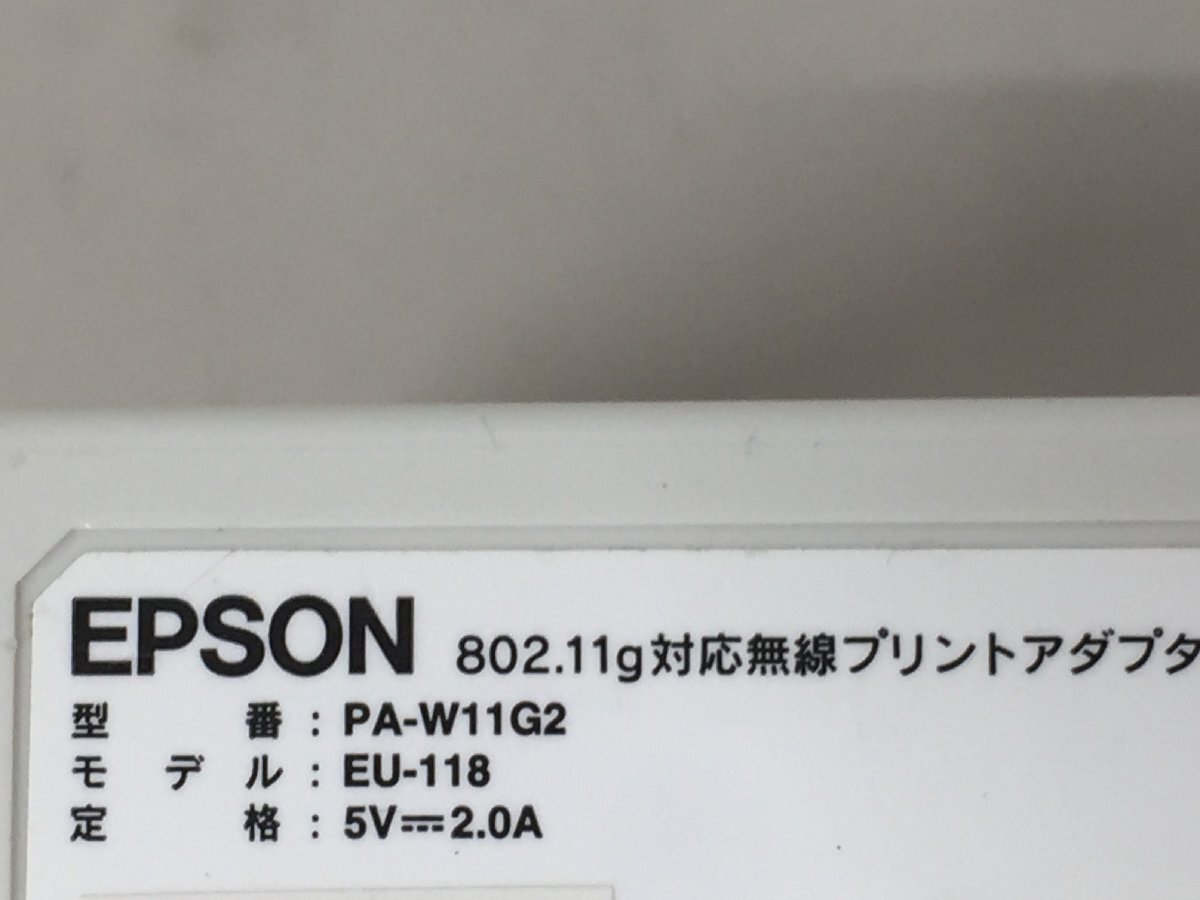 EPSON 802.11g対応無線プリントアダプタ
型番：PA-W11G2
モデル：EU-118
定格：5V⎓2.0A